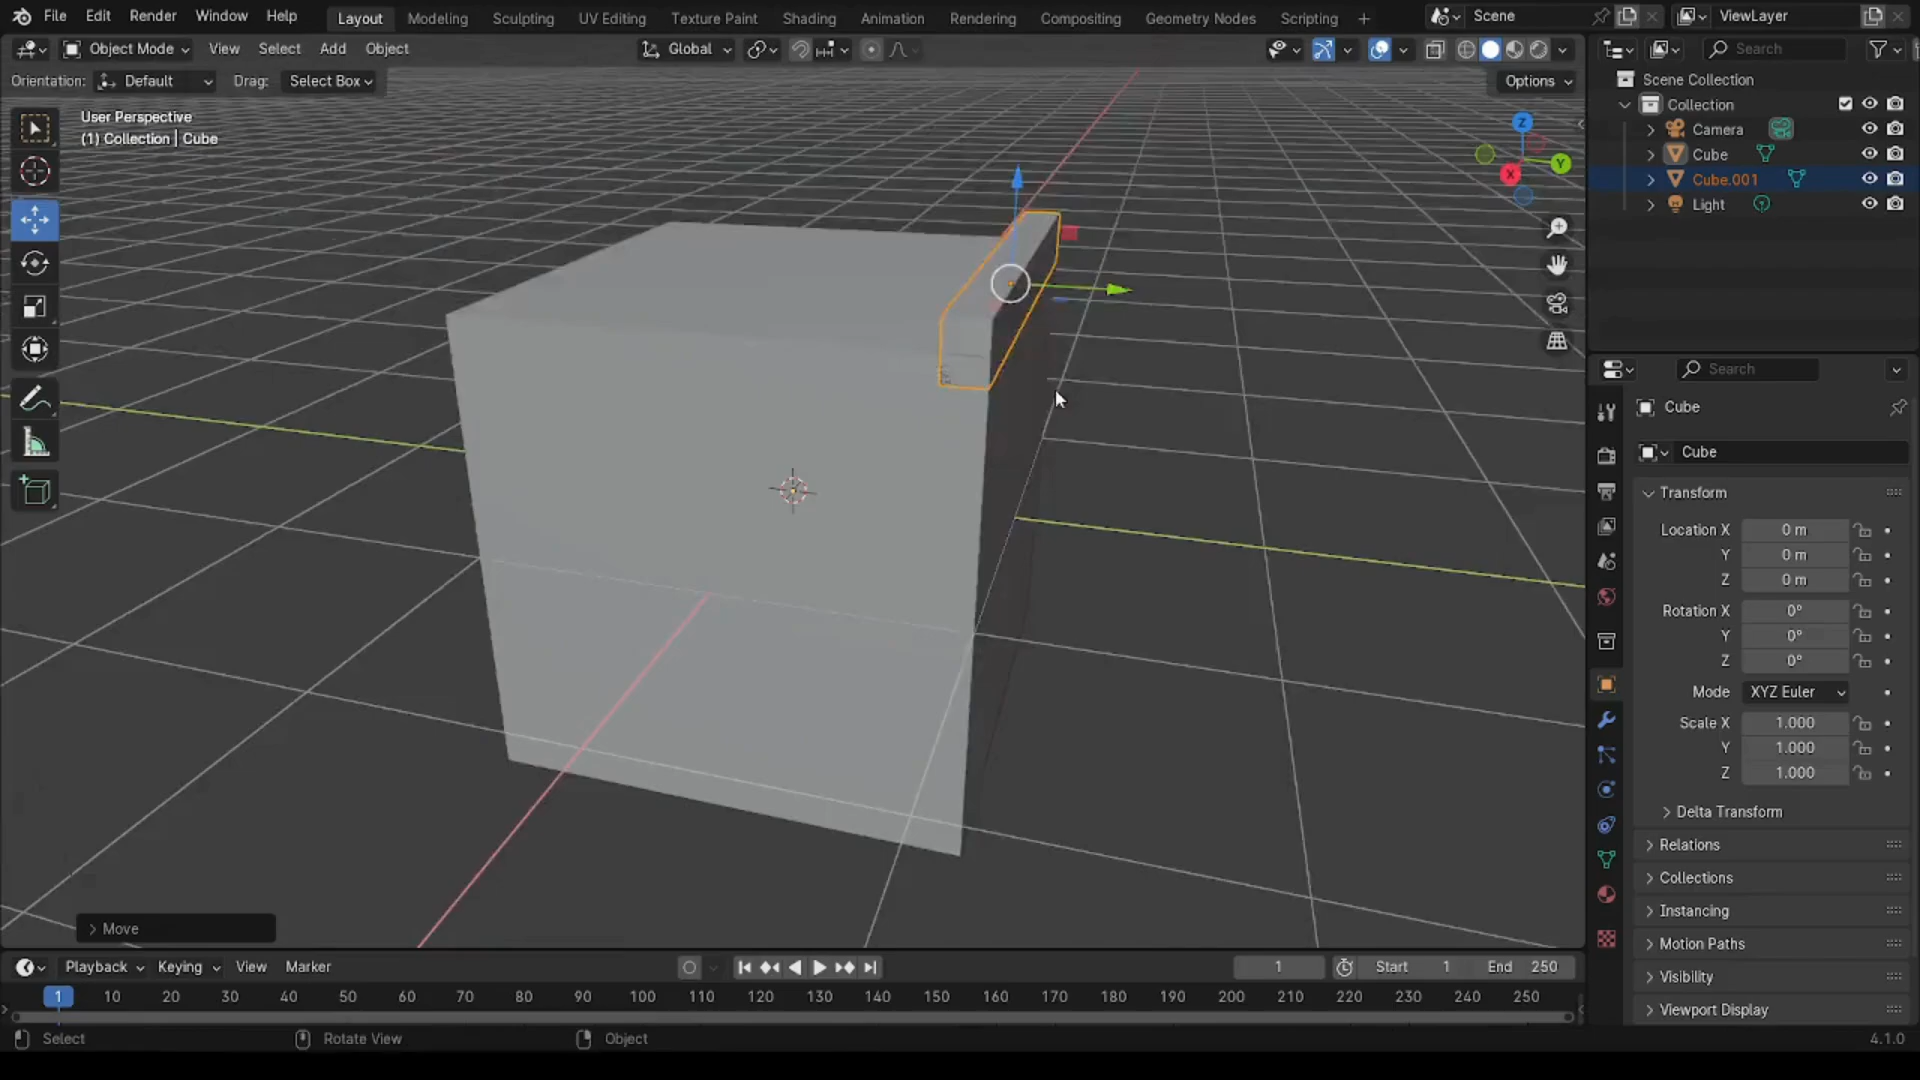 File Edit Render Window Help Layout Modeling Sculpting UV Editing Texture Paint Shading Animation Rendering Compositing Geometry Nodes Scripting + Scene ViewLayer
Object Mode View Select Add Object Global Search
Orientation: Default Drag: Select Box Options
Scene Collection
Collection
Camera
Cube
Cube.001
Light
User Perspective
(1) Collection | Cube
Z
Y
X
Search
Cube
Cube
Transform
Location X 0 m
Y 0 m
Z 0 m
Rotation X 0°
Y 0°
Z 0°
Mode XYZ Euler
Scale X 1.000
Y 1.000
Z 1.000
Delta Transform
Relations
Collections
Instancing
Motion Paths
Visibility
Viewport Display
Move
Playback Keying View Marker 1 Start 1 End 250
1 10 20 30 40 50 60 70 80 90 100 110 120 130 140 150 160 170 180 190 200 210 220 230 240 250
Select Rotate View Object 4.1.0